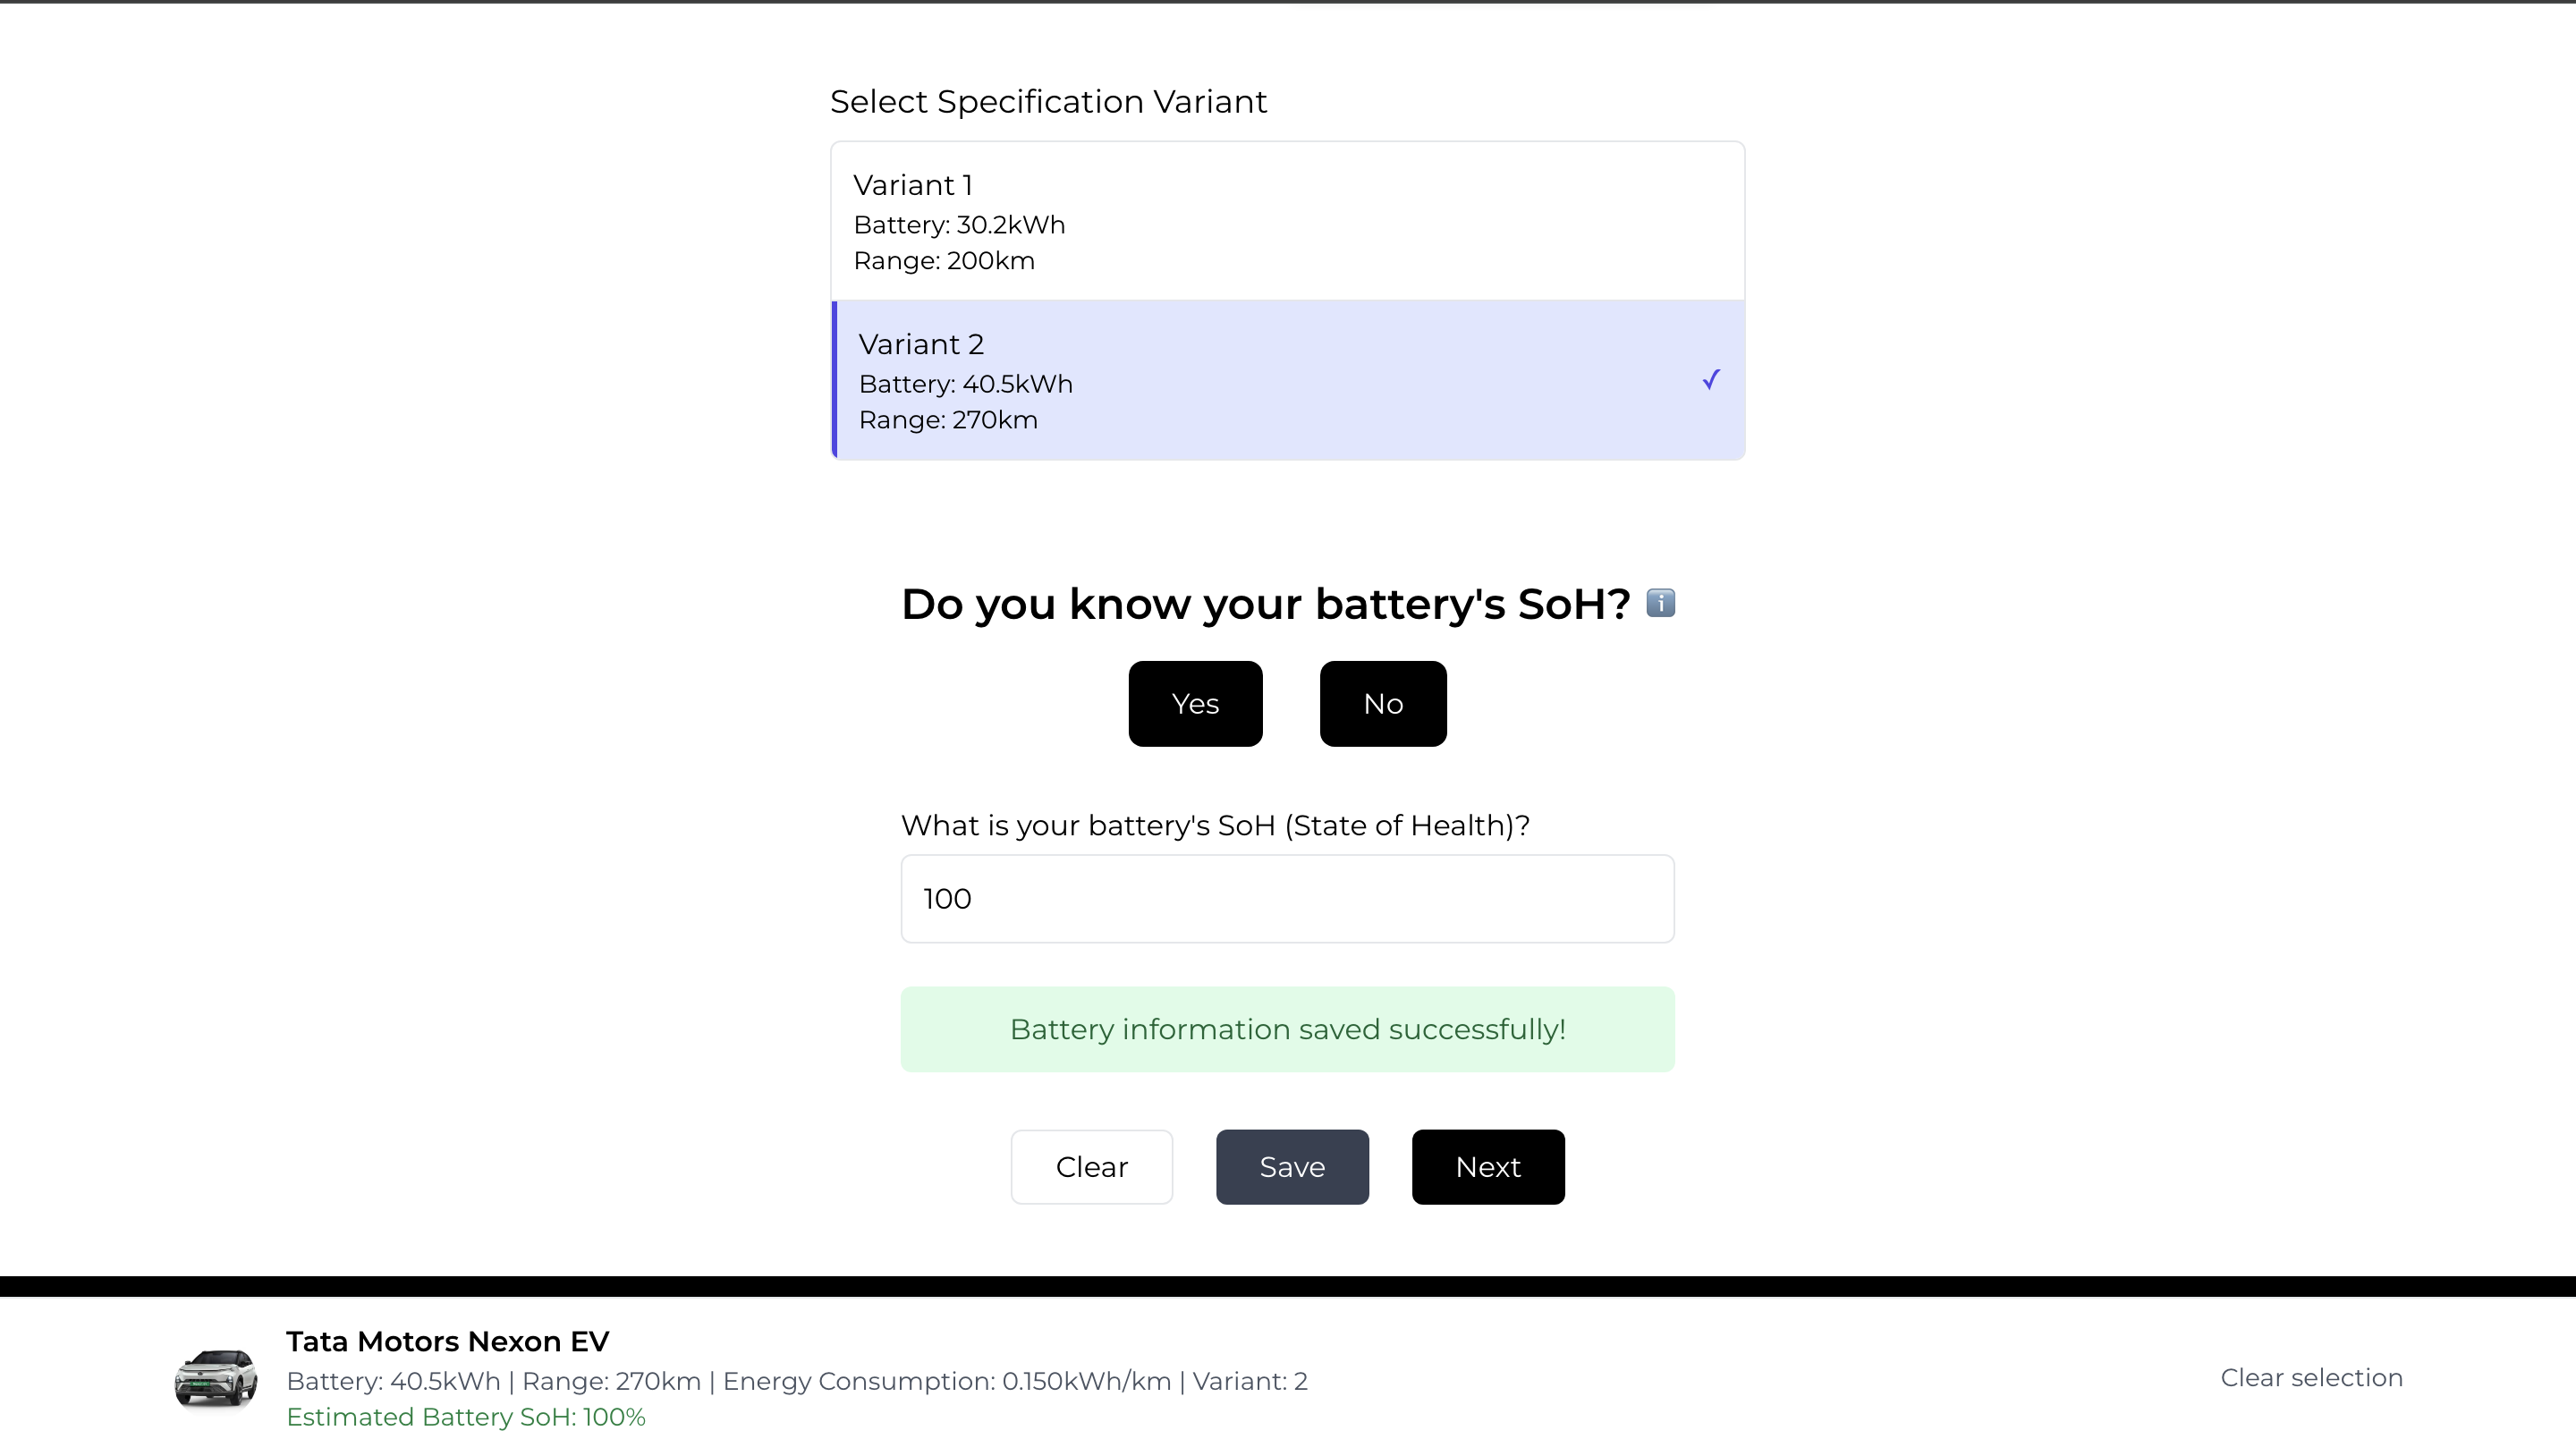 Select Specification Variant
Variant 1
Battery: 30.2kWh
Range: 200km
Variant 2
Battery: 40.5kWh
Range: 270km
Do you know your battery's SoH? ℹ️
Yes No
What is your battery's SoH (State of Health)?
100
Battery information saved successfully!
Clear Save Next
Tata Motors Nexon EV
Battery: 40.5kWh | Range: 270km | Energy Consumption: 0.150kWh/km | Variant: 2
Estimated Battery SoH: 100%
Clear selection